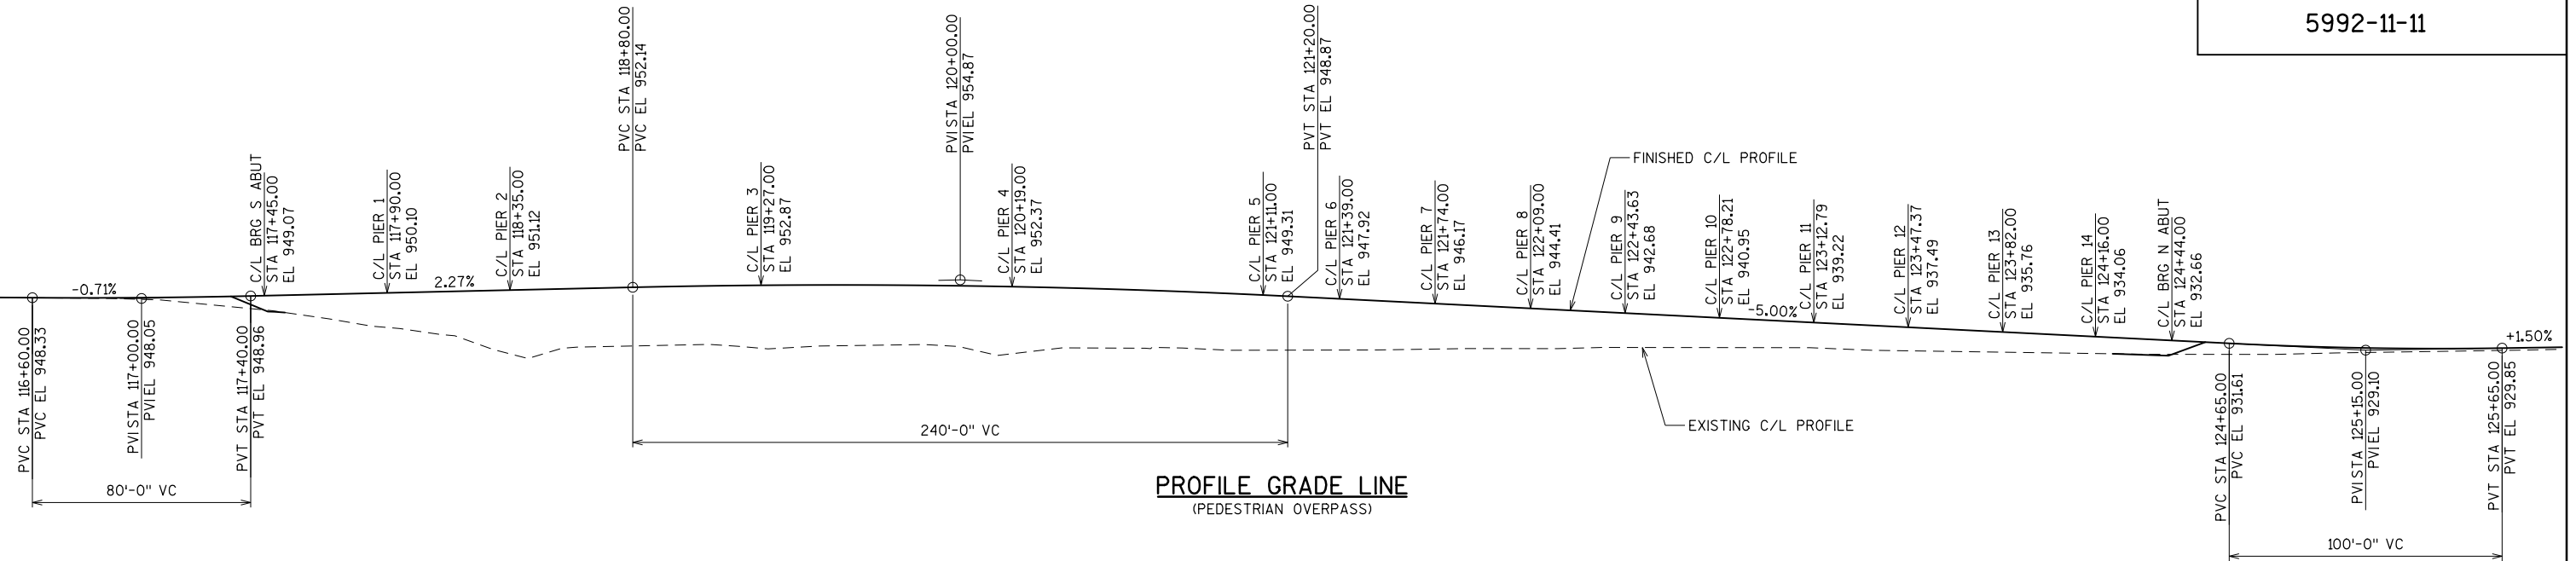 5992-11-11
PVC STA 118+80.00
PVC EL 952.14
PVI STA 120+00.00
PVI EL 954.87
PVT STA 121+20.00
PVT EL 948.87
FINISHED C/L PROFILE
C/L BRG S ABUT
STA 117+45.00
EL 949.07
C/L PIER 1
STA 117+90.00
EL 950.10
C/L PIER 2
STA 118+35.00
EL 951.12
C/L PIER 3
STA 119+27.00
EL 952.87
C/L PIER 4
STA 120+19.00
EL 952.37
C/L PIER 5
STA 121+11.00
EL 949.31
C/L PIER 6
STA 121+39.00
EL 947.92
C/L PIER 7
STA 121+74.00
EL 946.17
C/L PIER 8
STA 122+09.00
EL 944.41
C/L PIER 9
STA 122+43.63
EL 942.68
C/L PIER 10
STA 122+78.21
EL 940.95
C/L PIER 11
STA 123+12.79
EL 939.22
C/L PIER 12
STA 123+47.37
EL 937.49
C/L PIER 13
STA 123+82.00
EL 935.76
C/L PIER 14
STA 124+16.00
EL 934.06
C/L BRG N ABUT
STA 124+44.00
EL 932.66
-0.71%
2.27%
-5.00%
+1.50%
PVC STA 116+60.00
PVC EL 948.33
PVI STA 117+00.00
PVI EL 948.05
PVT STA 117+40.00
PVT EL 948.96
PVC STA 124+65.00
PVC EL 931.61
PVI STA 125+15.00
PVI EL 929.10
PVT STA 125+65.00
PVT EL 929.85
EXISTING C/L PROFILE
240'-0" VC
80'-0" VC
100'-0" VC
PROFILE GRADE LINE
(PEDESTRIAN OVERPASS)